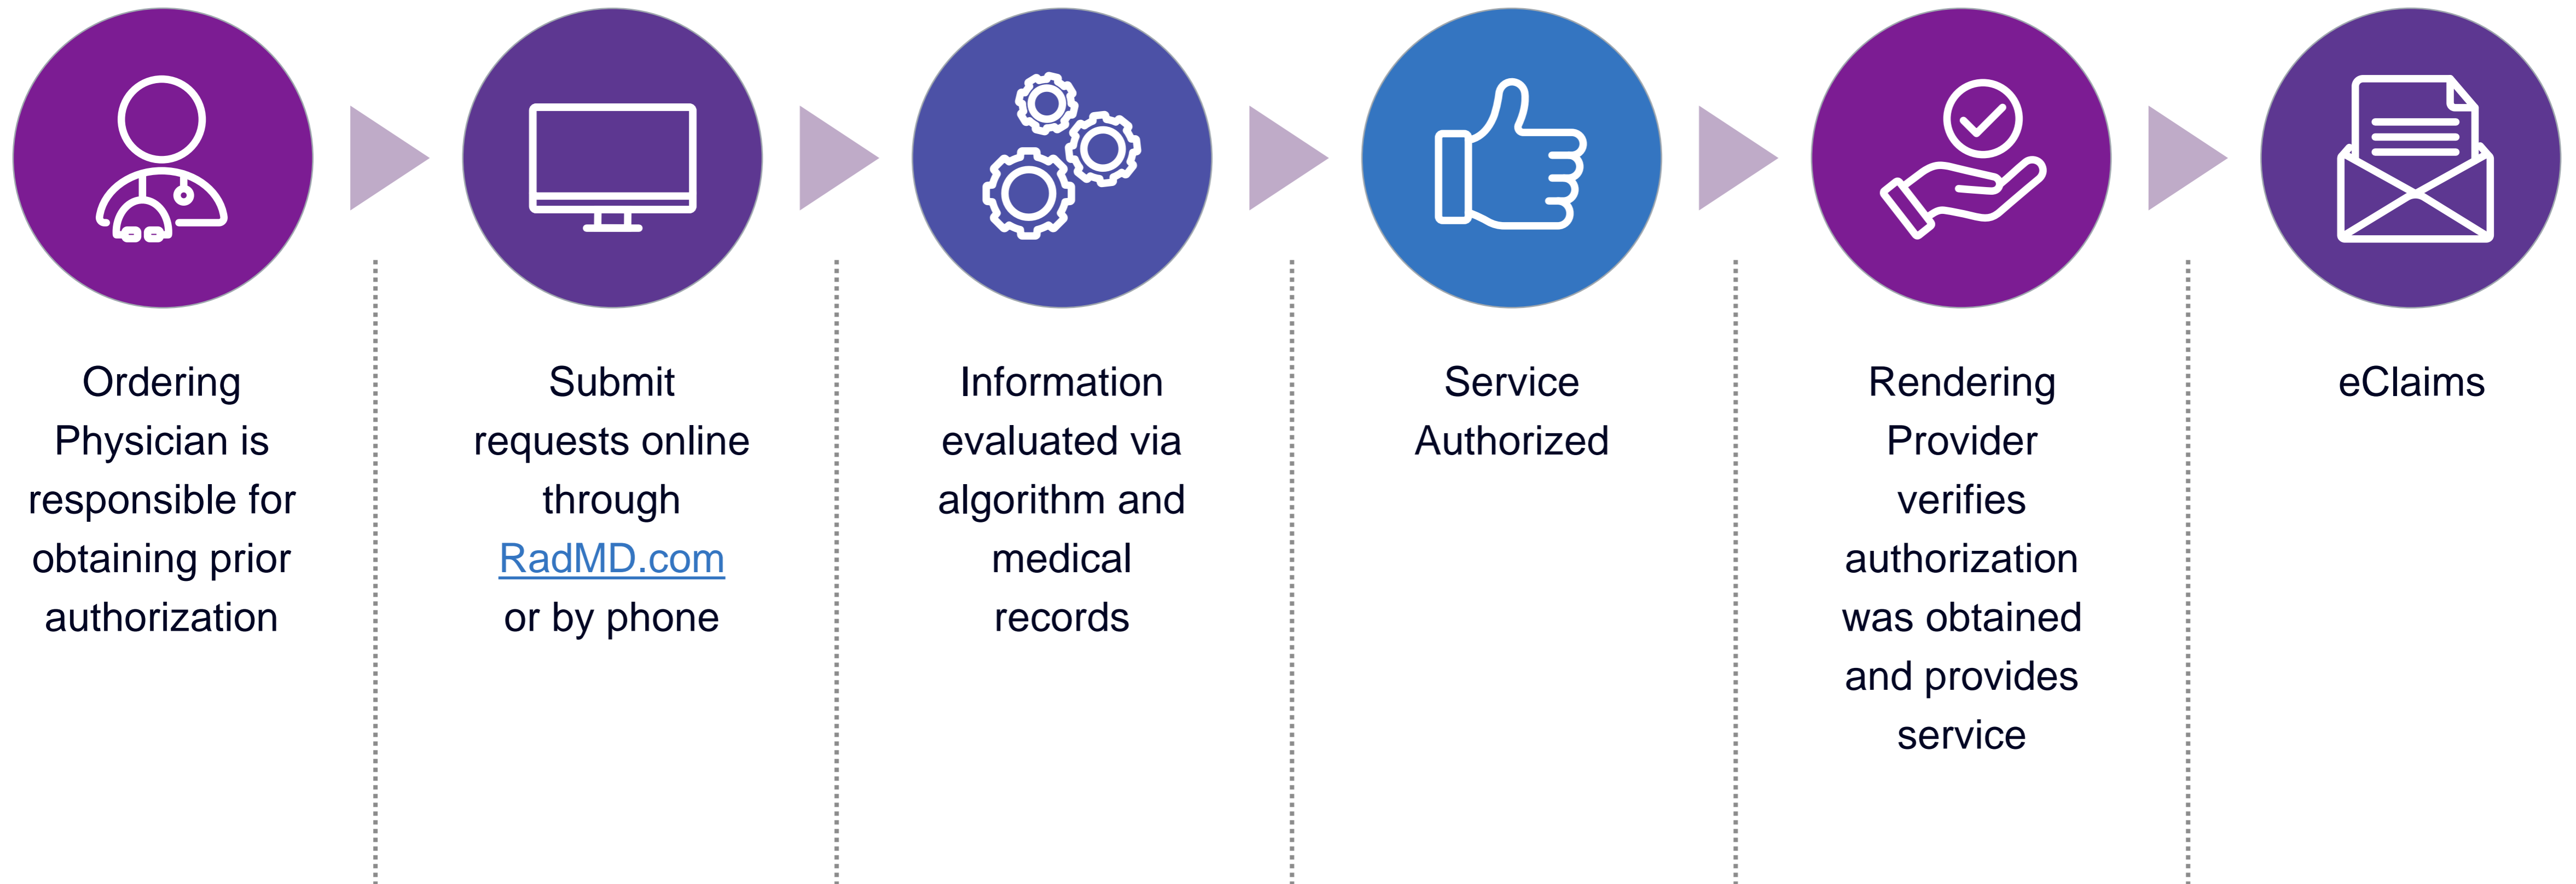 Ordering
Physician is
responsible for
obtaining prior
authorization
Submit
requests online
through
RadMD.com
or by phone
Information
evaluated via
algorithm and
medical
records
Service
Authorized
Rendering
Provider
verifies
authorization
was obtained
and provides
service
eClaims